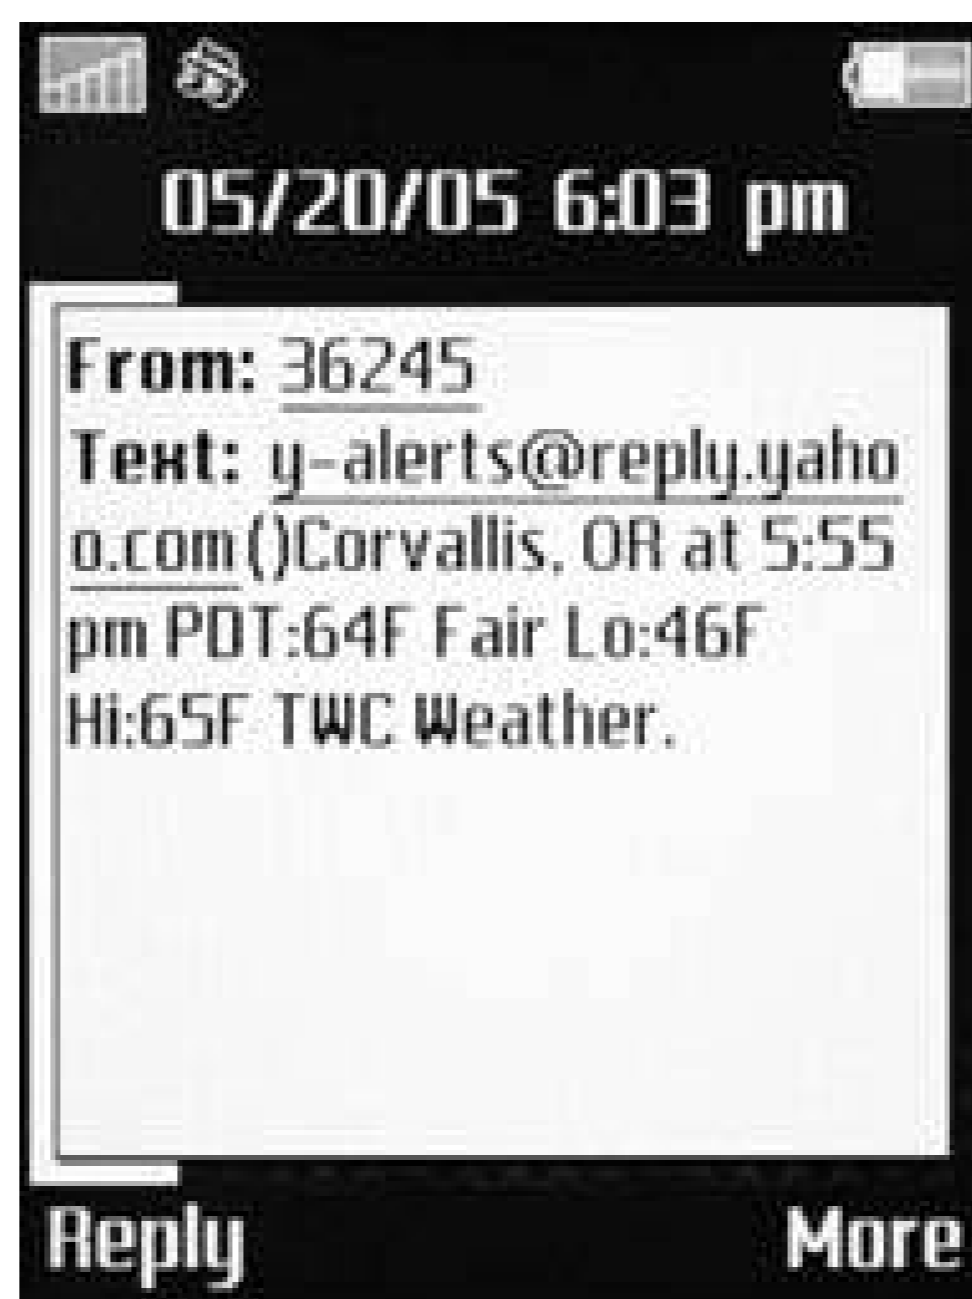 05/20/05 6:03 pm
From: 36245
Text: y-alerts@reply.yaho
o.com()Corvallis, OR at 5:55
pm PDT:64F Fair Lo:46F
Hi:65F TWC Weather.
Reply More